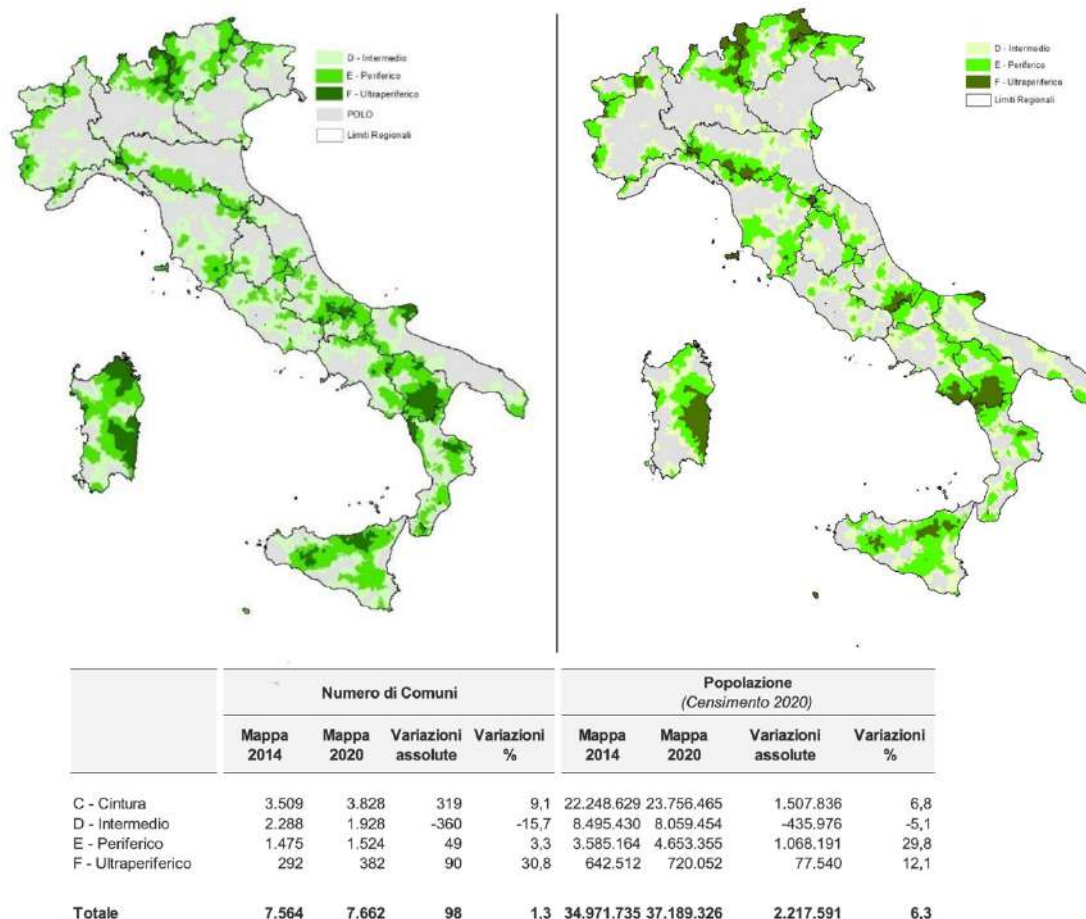 D - Intermedio
E - Periferico
F - Ultraperiferico
POLO
Limiti Regionali
D - Intermedio
E - Periferico
F - Ultraperiferico
Limiti Regionali
Numero di Comuni Popolazione
(Censimento 2020)
Mappa 2014 Mappa 2020 Variazioni assolute Variazioni % Mappa 2014 Mappa 2020 Variazioni assolute Variazioni %
C - Cintura 3.509 3.828 319 9,1 22.248.629 23.756.465 1.507.836 6,8
D - Intermedio 2.288 1.928 -360 -15,7 8.495.430 8.059.454 -435.976 -5,1
E - Periferico 1.475 1.524 49 3,3 3.585.164 4.653.355 1.068.191 29,8
F - Ultraperiferico 292 382 90 30,8 642.512 720.052 77.540 12,1
Totale 7.564 7.662 98 1,3 34.971.735 37.189.326 2.217.591 6,3